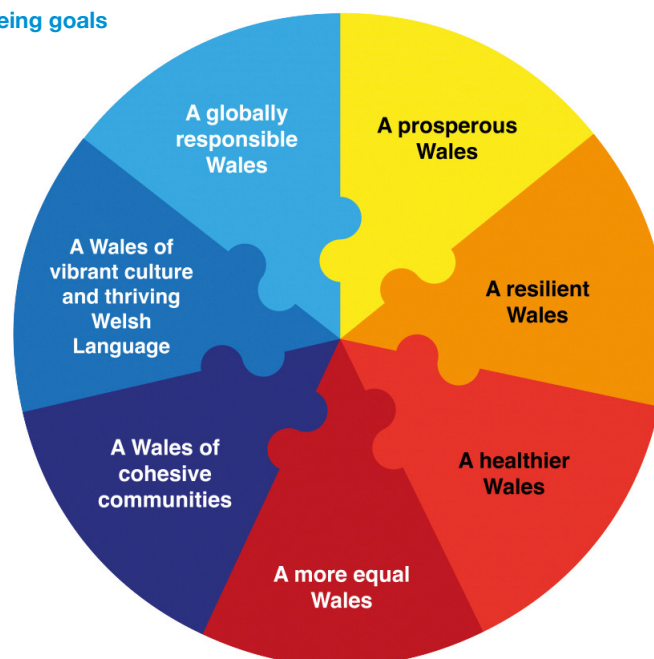 eing goals
A globally
responsible
Wales
A prosperous
Wales
A Wales of
vibrant culture
and thriving
Welsh
Language
A resilient
Wales
A Wales of
cohesive
communities
A healthier
Wales
A more equal
Wales